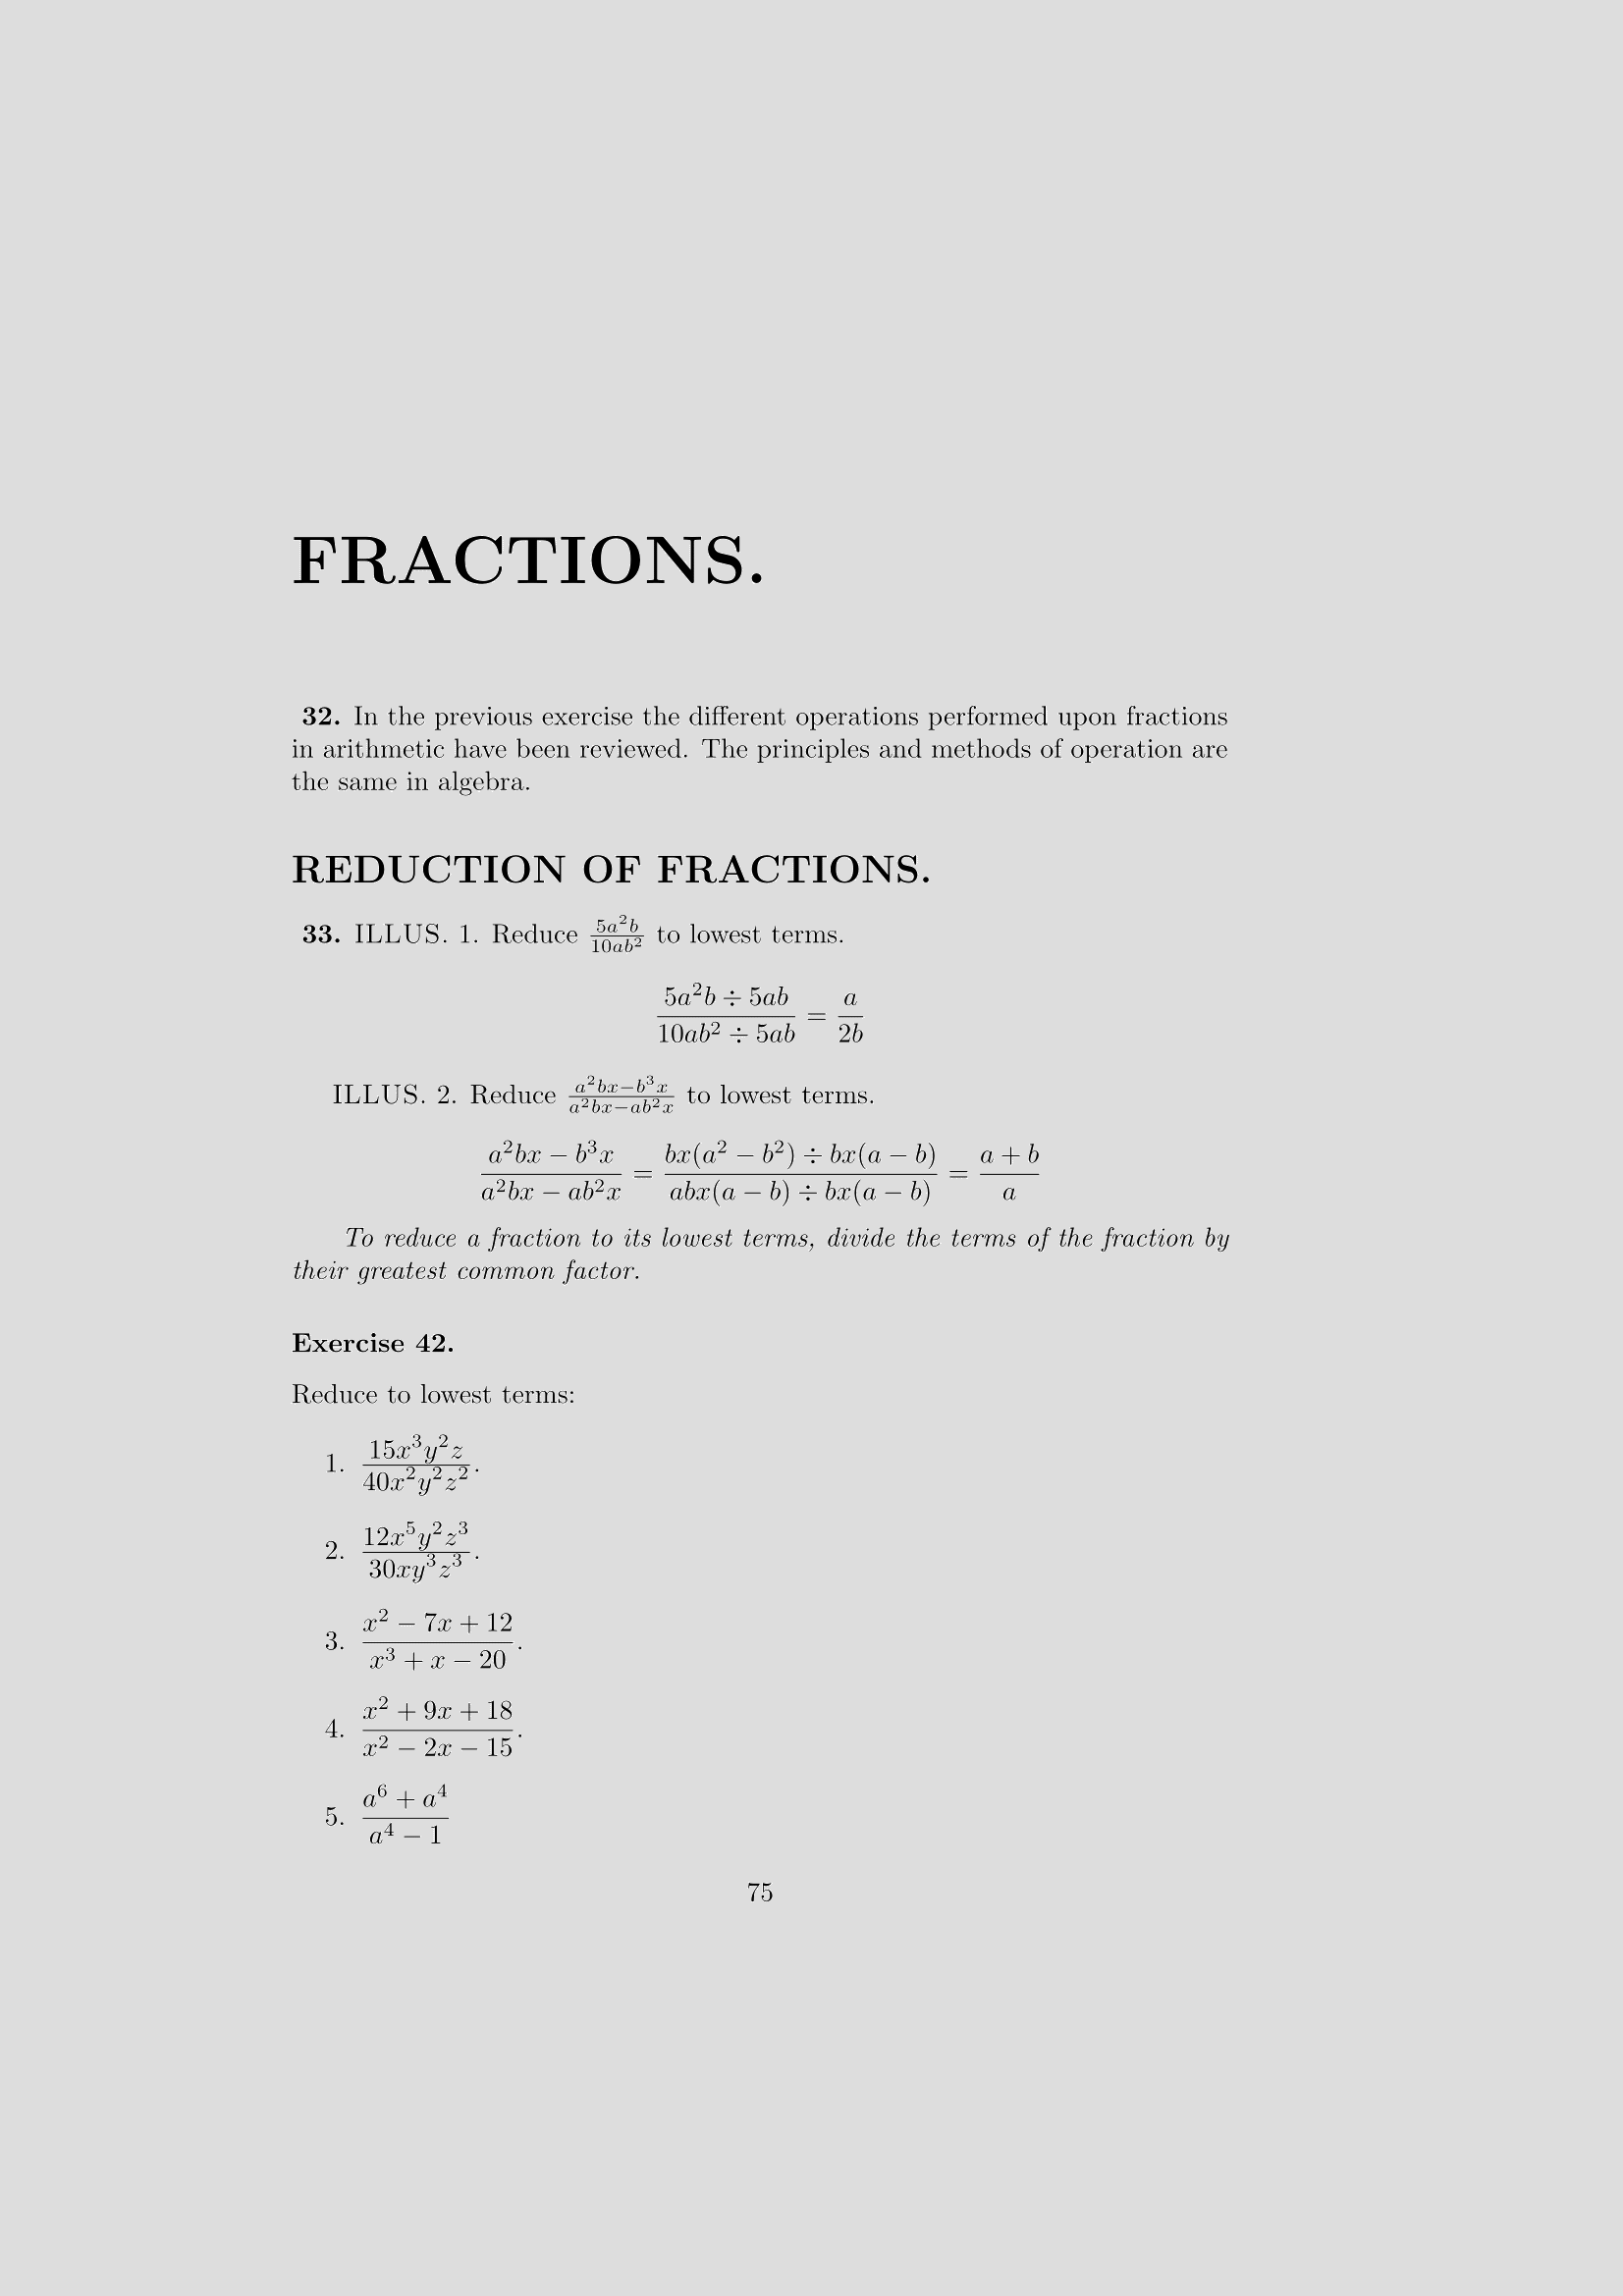 FRACTIONS.
32. In the previous exercise the different operations performed upon fractions
in arithmetic have been reviewed. The principles and methods of operation are
the same in algebra.
REDUCTION OF FRACTIONS.
33. ILLUS. 1. Reduce $\frac{5a^2b}{10ab^2}$ to lowest terms.
$\frac{5a^2b \div 5ab}{10ab^2 \div 5ab} = \frac{a}{2b}$
ILLUS. 2. Reduce $\frac{a^2bx-b^3x}{a^2bx-ab^2x}$ to lowest terms.
$\frac{a^2bx - b^3x}{a^2bx - ab^2x} = \frac{bx(a^2 - b^2) \div bx(a - b)}{abx(a - b) \div bx(a - b)} = \frac{a + b}{a}$
To reduce a fraction to its lowest terms, divide the terms of the fraction by
their greatest common factor.
Exercise 42.
Reduce to lowest terms:
1. $\frac{15x^3y^2z}{40x^2y^2z^2}$.
2. $\frac{12x^5y^2z^3}{30xy^3z^3}$.
3. $\frac{x^2 - 7x + 12}{x^3 + x - 20}$.
4. $\frac{x^2 + 9x + 18}{x^2 - 2x - 15}$.
5. $\frac{a^6 + a^4}{a^4 - 1}$
75